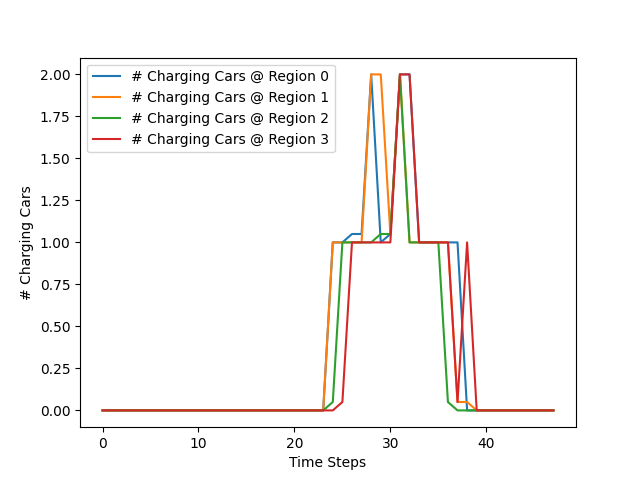 # Charging Cars @ Region 0
# Charging Cars @ Region 1
# Charging Cars @ Region 2
# Charging Cars @ Region 3
2.00
1.75
1.50
1.25
1.00
0.75
0.50
0.25
0.00
# Charging Cars
0 10 20 30 40
Time Steps